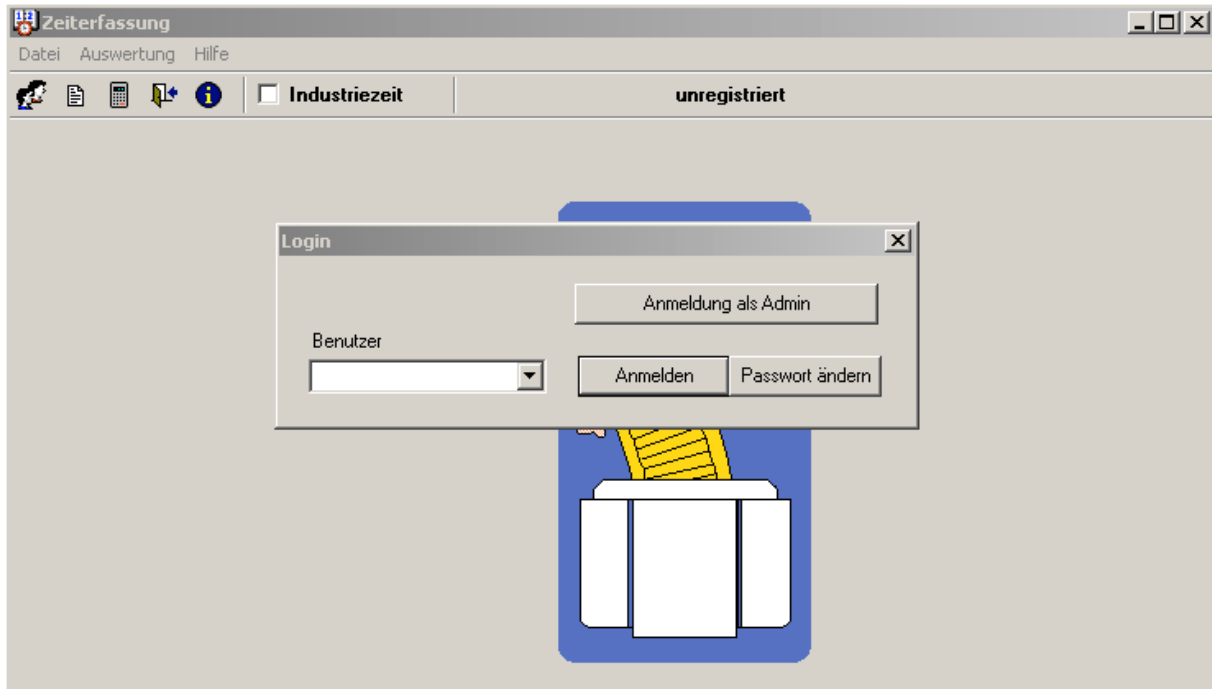 Zeiterfassung
Datei Auswertung Hilfe
Industriezeit unregistriert
Login
Anmeldung als Admin
Benutzer
Anmelden Passwort ändern